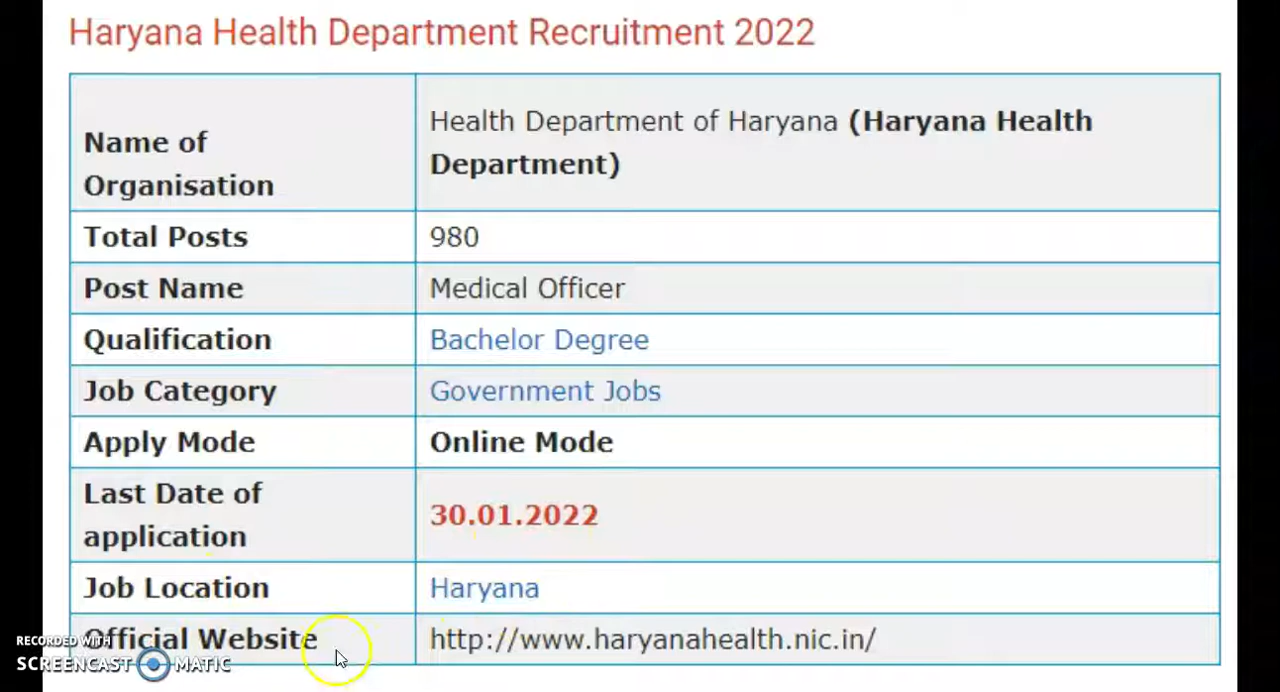 Haryana Health Department Recruitment 2022
Name of
Organisation
Health Department of Haryana (Haryana Health
Department)
Total Posts
980
Post Name
Medical Officer
Qualification
Bachelor Degree
Job Category
Government Jobs
Apply Mode
Online Mode
Last Date of
application
30.01.2022
Job Location
Haryana
Official Website
http://www.haryanahealth.nic.in/
RECORDED WITH
SCREENCAST MATIC